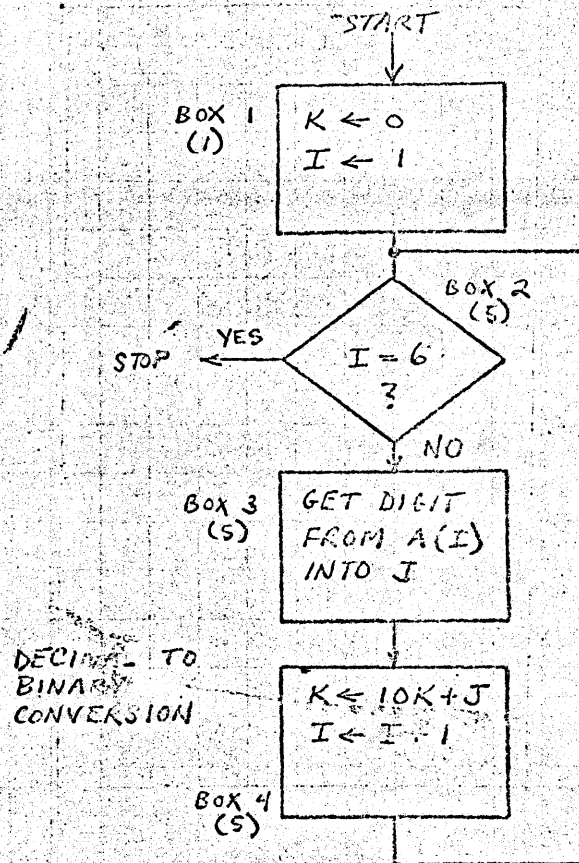 START
BOX 1
(1)
K ← 0
I ← 1
BOX 2
(5)
I = 6
?
YES
STOP
NO
BOX 3
(5)
GET DIGIT
FROM A(I)
INTO J
TO
BINARY
CONVERSION
K ← 10K + J
I ← I 1
BOX 4
(5)